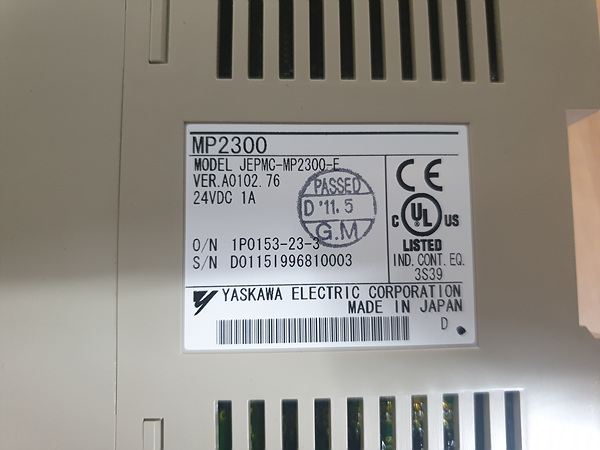 MP2300
MODEL JEPMC-MP2300-E
VER.A0102.76
24VDC 1A
PASSED
D '11.5
G.M
O/N 1P0153-23-3
S/N D0115I996810003
CE
C UL US
LISTED
IND. CONT. EQ.
3S39
YASKAWA ELECTRIC CORPORATION
MADE IN JAPAN
D